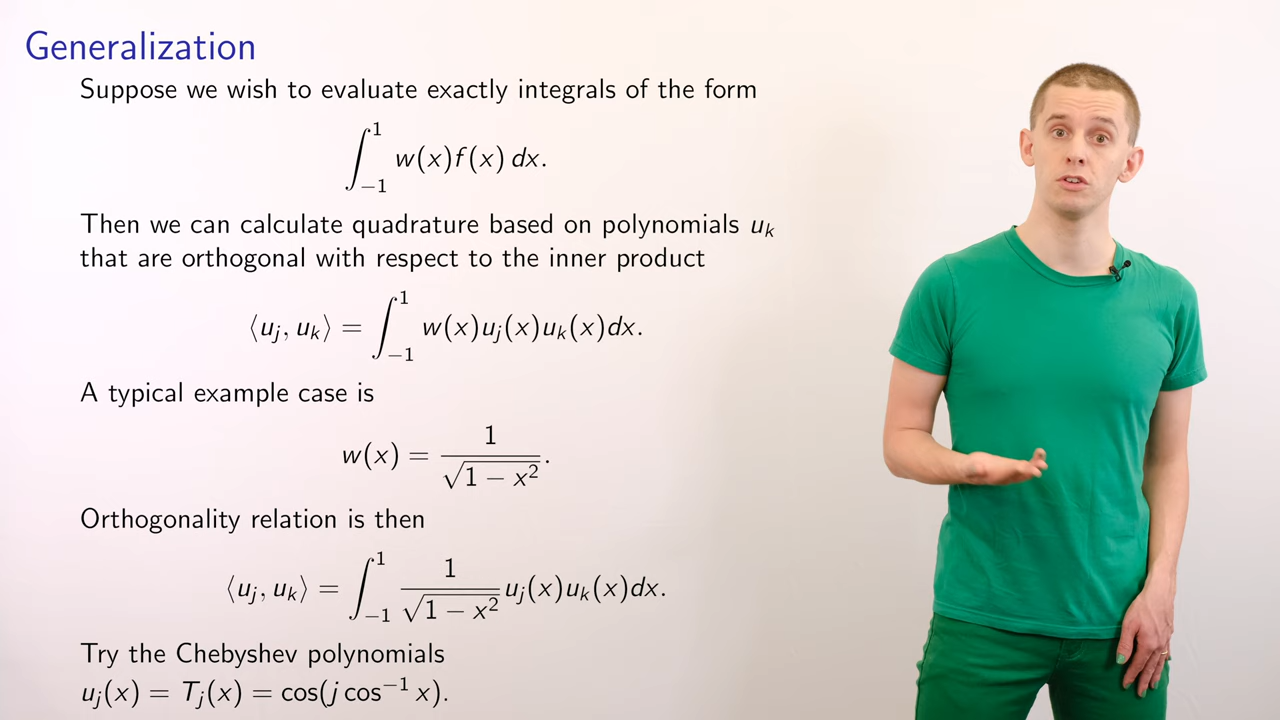 Generalization
Suppose we wish to evaluate exactly integrals of the form
∫_{-1}^{1} w(x)f(x) dx.
Then we can calculate quadrature based on polynomials u_k
that are orthogonal with respect to the inner product
⟨u_j, u_k⟩ = ∫_{-1}^{1} w(x)u_j(x)u_k(x)dx.
A typical example case is
w(x) = 1/√(1 − x²).
Orthogonality relation is then
⟨u_j, u_k⟩ = ∫_{-1}^{1} 1/√(1 − x²) u_j(x)u_k(x)dx.
Try the Chebyshev polynomials
u_j(x) = T_j(x) = cos(j cos⁻¹ x).